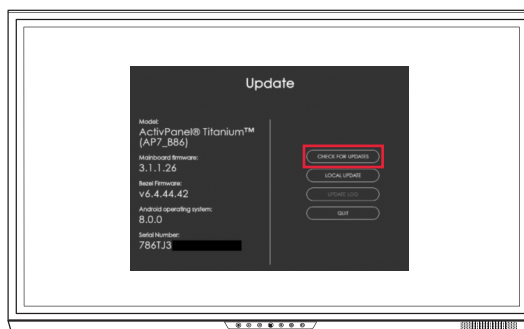 Update
Model:
ActivPanel® Titanium™
(AP7_B86)
Mainboard firmware:
3.1.1.26
Bezel Firmware:
v6.4.44.42
Android operating system:
8.0.0
Serial Number:
786TJ3
CHECK FOR UPDATES
LOCAL UPDATE
UPDATE LOG
QUIT